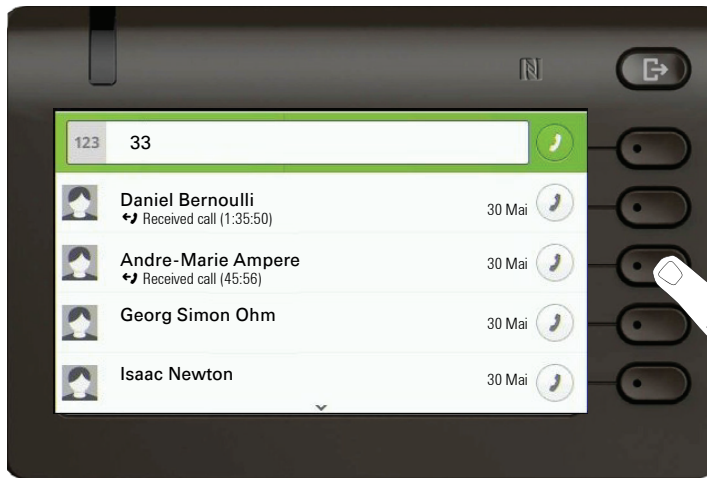 123 33
Daniel Bernoulli
Received call (1:35:50)
30 Mai
Andre-Marie Ampere
Received call (45:56)
30 Mai
Georg Simon Ohm
30 Mai
Isaac Newton
30 Mai